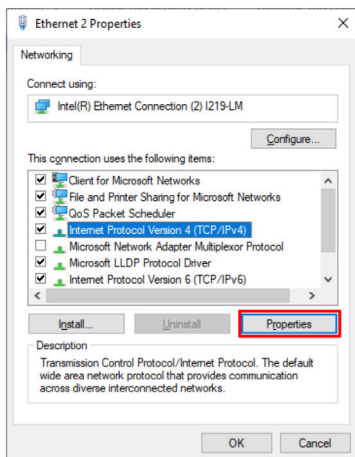 Ethernet 2 Properties
Networking
Connect using:
Intel(R) Ethernet Connection (2) I219-LM
Configure...
This connection uses the following items:
Client for Microsoft Networks
File and Printer Sharing for Microsoft Networks
QoS Packet Scheduler
Internet Protocol Version 4 (TCP/IPv4)
Microsoft Network Adapter Multiplexor Protocol
Microsoft LLDP Protocol Driver
Internet Protocol Version 6 (TCP/IPv6)
Install... Uninstall Properties
Description
Transmission Control Protocol/Internet Protocol. The default
wide area network protocol that provides communication
across diverse interconnected networks.
OK Cancel